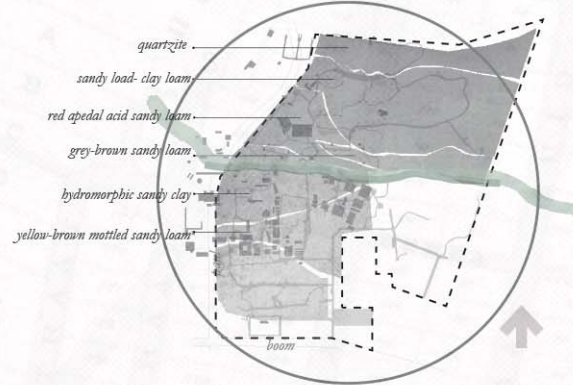 quartzite
sandy load- clay loam
red apedal acid sandy loam
grey-brown sandy loam
hydromorphic sandy clay
yellow-brown mottled sandy loam
boom